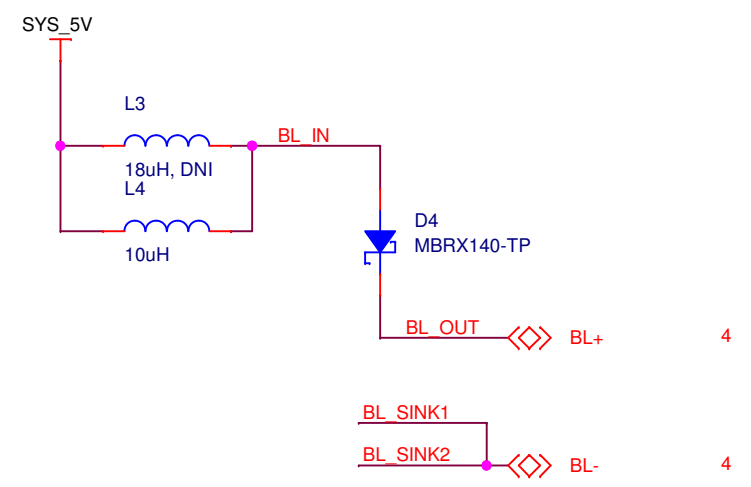 SYS_5V
L3
BL_IN
18uH, DNI
L4
10uH
D4
MBRX140-TP
BL_OUT
BL+
4
BL_SINK1
BL_SINK2
BL-
4